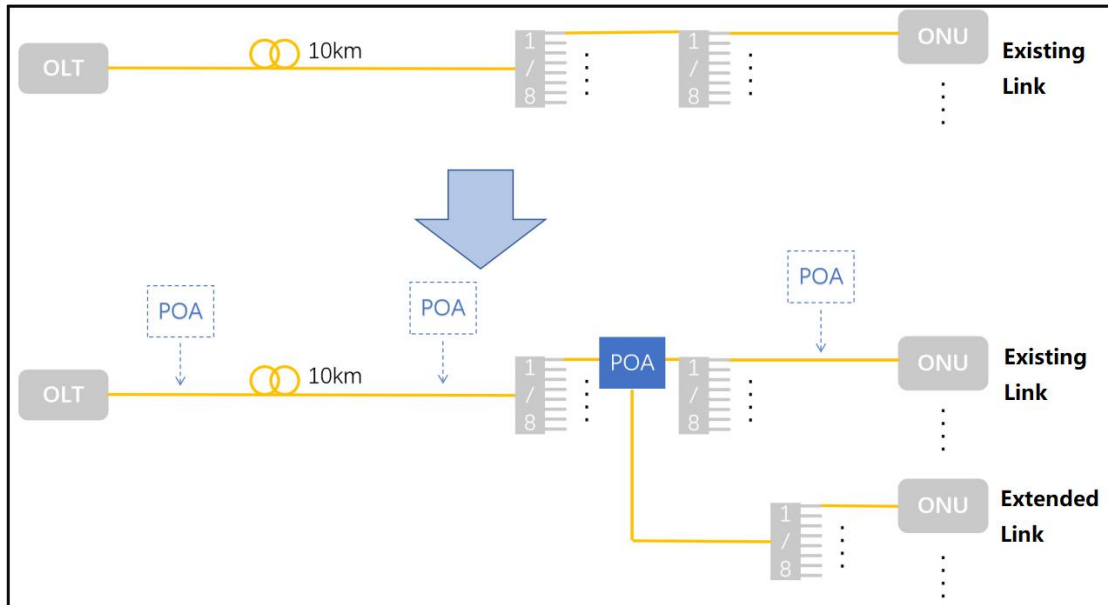 OLT
10km
1
/
8
1
/
8
ONU
Existing
Link
POA
POA
POA
OLT
10km
1
/
8
POA
1
/
8
ONU
Existing
Link
1
/
8
ONU
Extended
Link